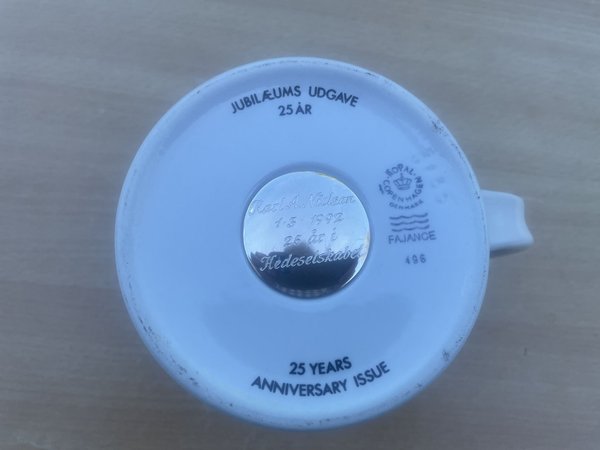 JUBILÆUMS UDGAVE
25 ÅR
ROYAL
COPENHAGEN
DENMARK
FAJANCE
496
Karl A. Nielsen
1-3-1992
25 år i
Hedeselskabet
25 YEARS
ANNIVERSARY ISSUE